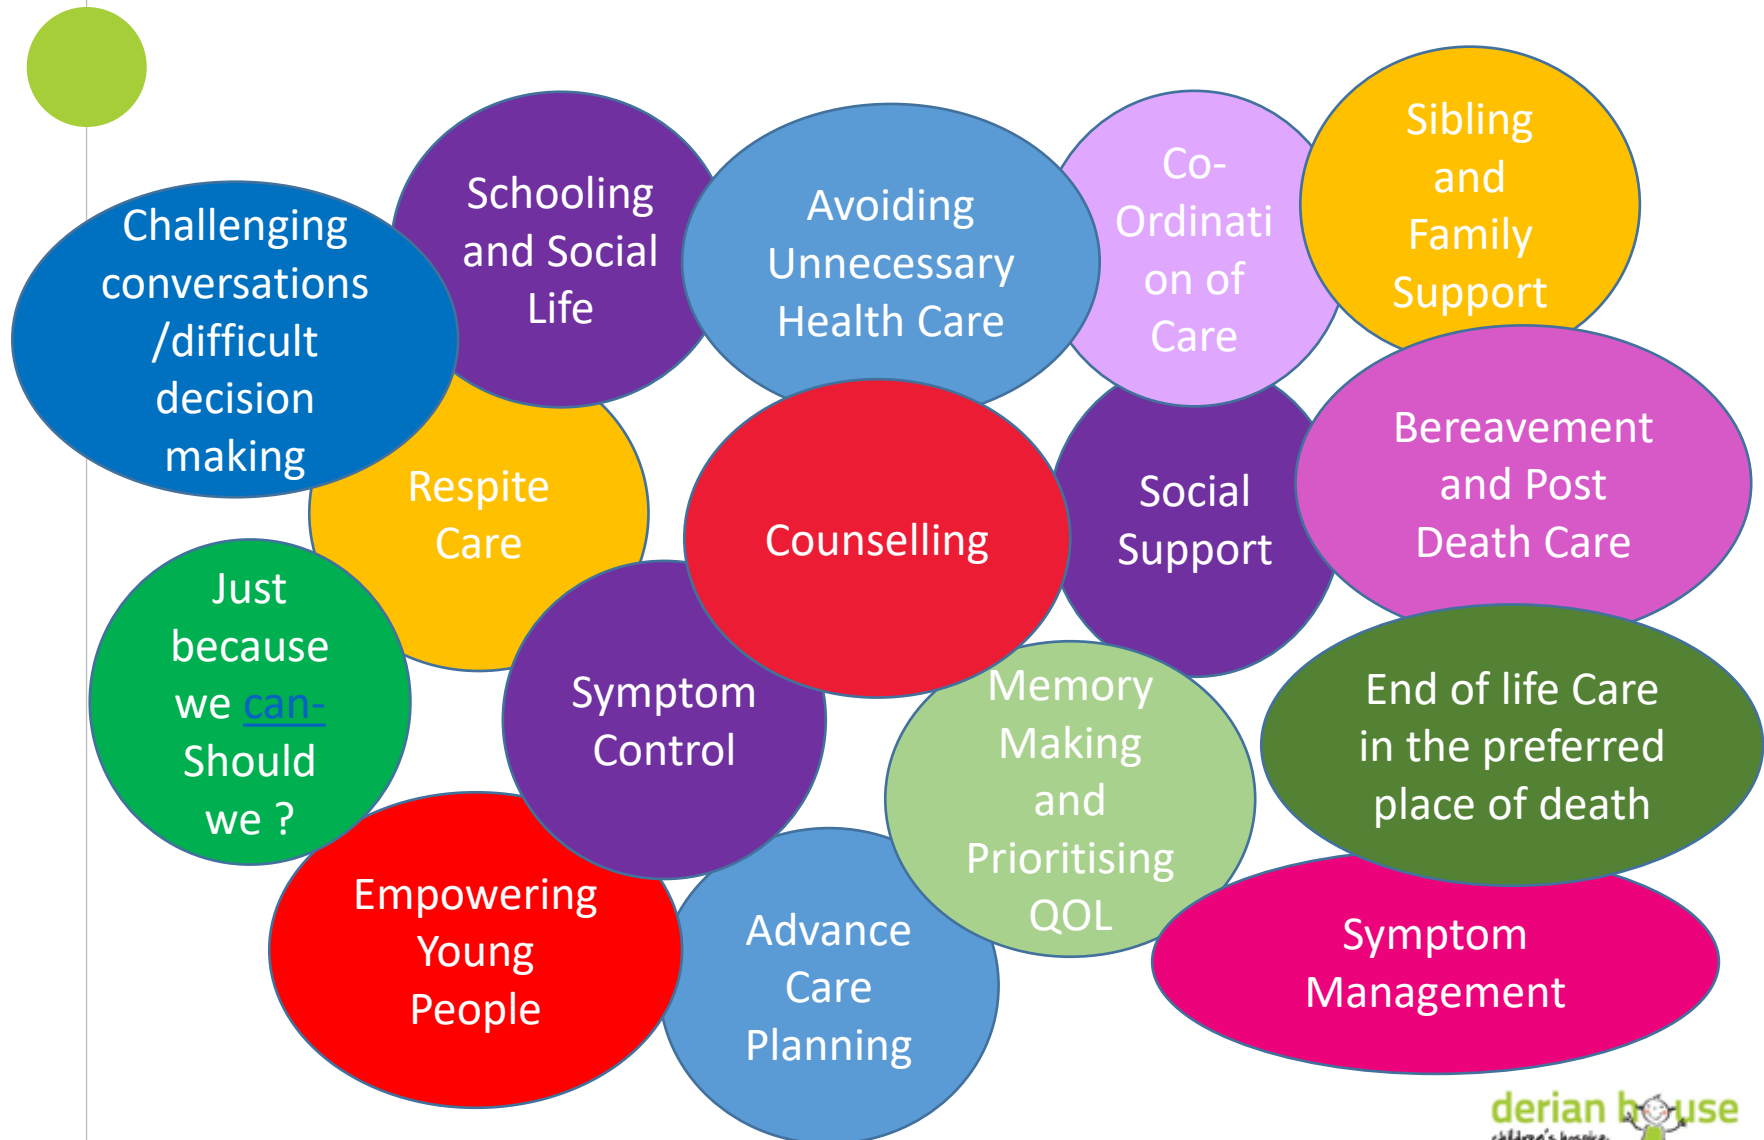 Challenging
conversations
/difficult
decision
making
Schooling
and Social
Life
Avoiding
Unnecessary
Health Care
Co-
Ordinati
on of
Care
Sibling
and
Family
Support
Respite
Care
Counselling
Social
Support
Bereavement
and Post
Death Care
Just
because
we can-
Should
we ?
Symptom
Control
Memory
Making
and
Prioritising
QOL
End of life Care
in the preferred
place of death
Empowering
Young
People
Advance
Care
Planning
Symptom
Management
derian house
children's hospice